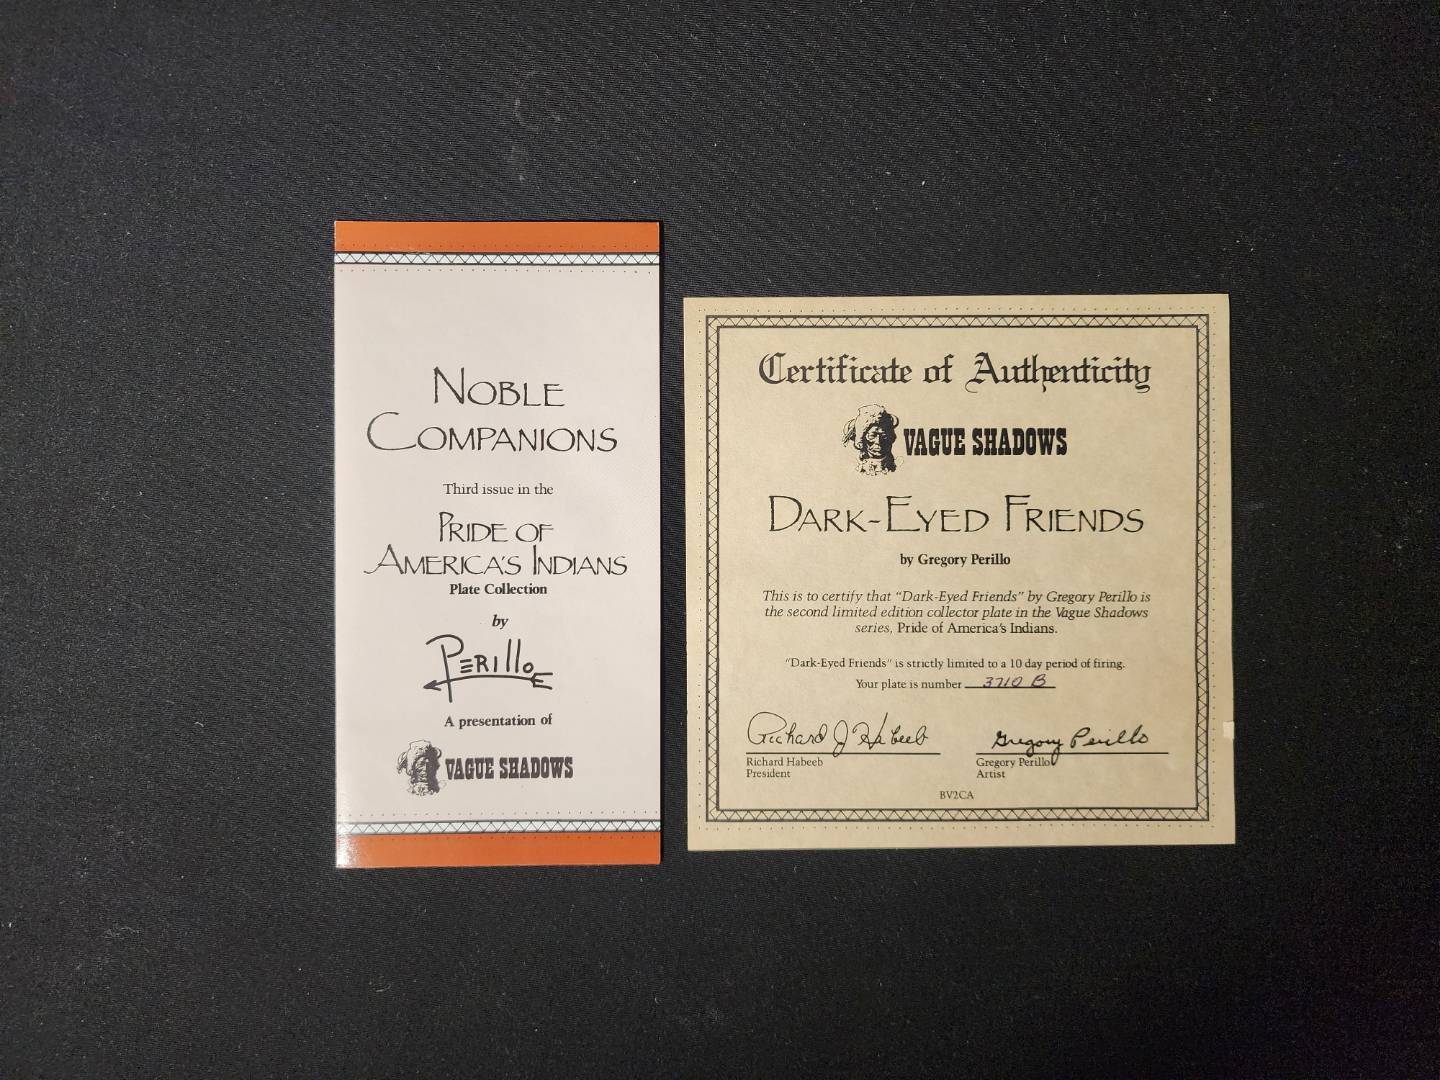 NOBLE
COMPANIONS
Third issue in the
PRIDE OF
AMERICA'S INDIANS
Plate Collection
by
PERIllO
A presentation of
VAGUE SHADOWS
Certificate of Authenticity
VAGUE SHADOWS
DARK-EYED FRIENDS
by Gregory Perillo
This is to certify that "Dark-Eyed Friends" by Gregory Perillo is
the second limited edition collector plate in the Vague Shadows
series, Pride of America's Indians.
"Dark-Eyed Friends" is strictly limited to a 10 day period of firing.
Your plate is number 3710 B
Richard J Habeeb
Gregory Perillo
Richard Habeeb
President
Gregory Perillo
Artist
BV2CA